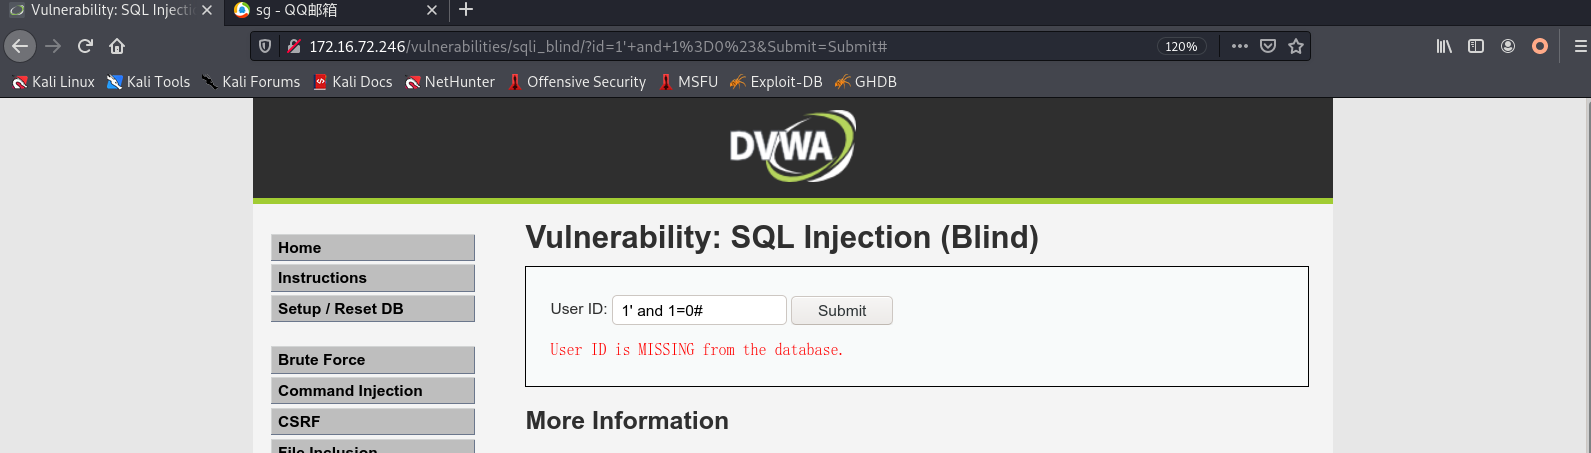 Vulnerability: SQL Injecti
sg - QQ邮箱
172.16.72.246/vulnerabilities/sqli_blind/?id=1'+and+1%3D0%23&Submit=Submit#
120%
Kali Linux Kali Tools Kali Forums Kali Docs NetHunter Offensive Security MSFU Exploit-DB GHDB
DVWA
Home
Instructions
Setup / Reset DB
Brute Force
Command Injection
CSRF
File Inclusion
Vulnerability: SQL Injection (Blind)
User ID: 1' and 1=0# Submit
User ID is MISSING from the database.
More Information